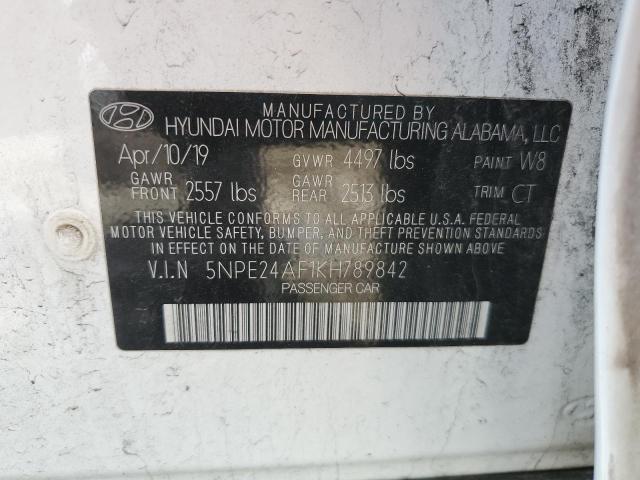 MANUFACTURED BY
HYUNDAI MOTOR MANUFACTURING ALABAMA, LLC
Apr/10/19 GVWR 4497 lbs PAINT W8
GAWR FRONT 2557 lbs GAWR REAR 2513 lbs TRIM CT
THIS VEHICLE CONFORMS TO ALL APPLICABLE U.S.A. FEDERAL
MOTOR VEHICLE SAFETY, BUMPER, AND THEFT PREVENTION STANDARDS
IN EFFECT ON THE DATE OF MANUFACTURE SHOWN ABOVE
V.I.N 5NPE24AF1KH789842
PASSENGER CAR